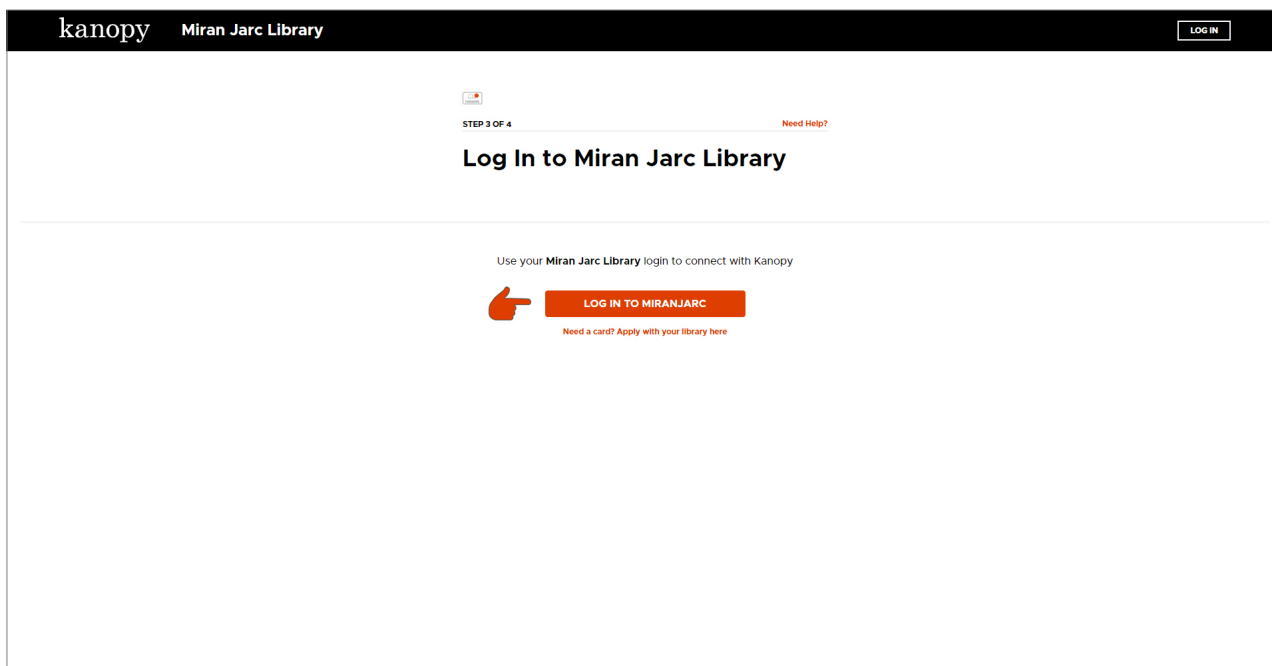 kanopy Miran Jarc Library LOG IN
STEP 3 OF 4 Need Help?
Log In to Miran Jarc Library
Use your Miran Jarc Library login to connect with Kanopy
LOG IN TO MIRANJARC
Need a card? Apply with your library here